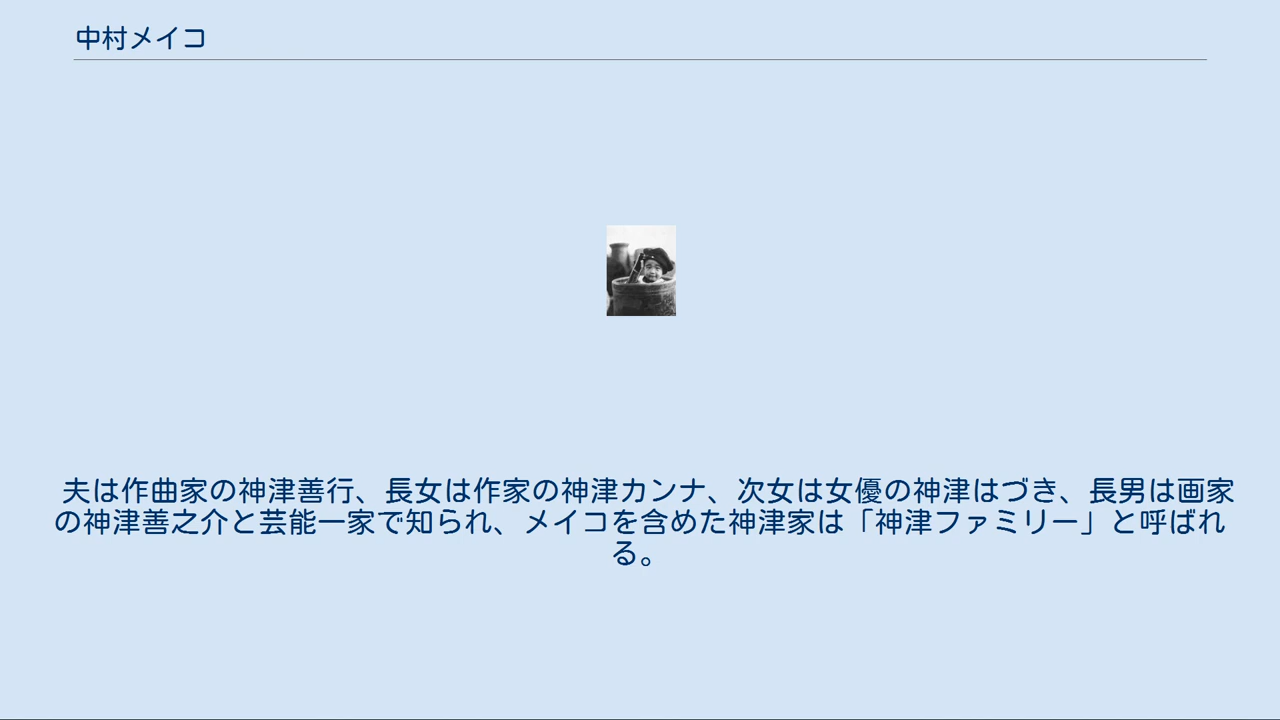 中村メイコ
夫は作曲家の神津善行、長女は作家の神津カンナ、次女は女優の神津はづき、長男は画家
の神津善之介と芸能一家で知られ、メイコを含めた神津家は「神津ファミリー」と呼ばれ
る。